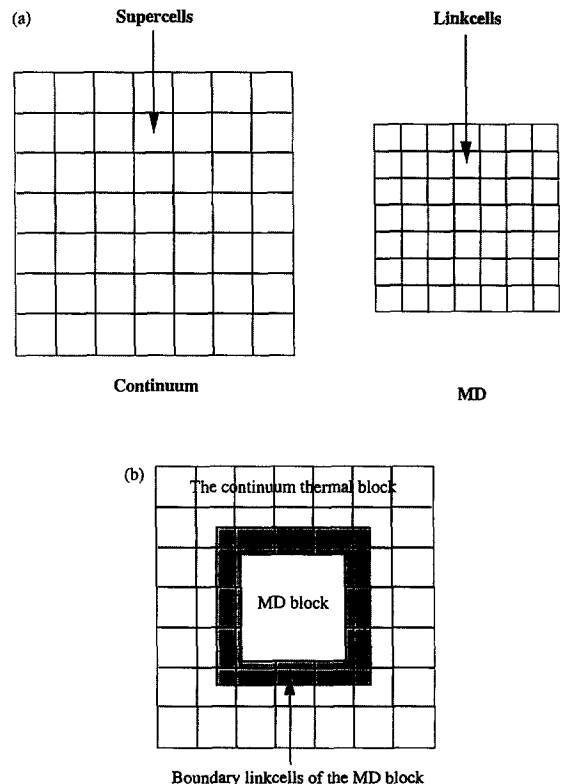 (a)
Supercells
Linkcells
Continuum
MD
(b)
The continuum thermal block
MD block
Boundary linkcells of the MD block